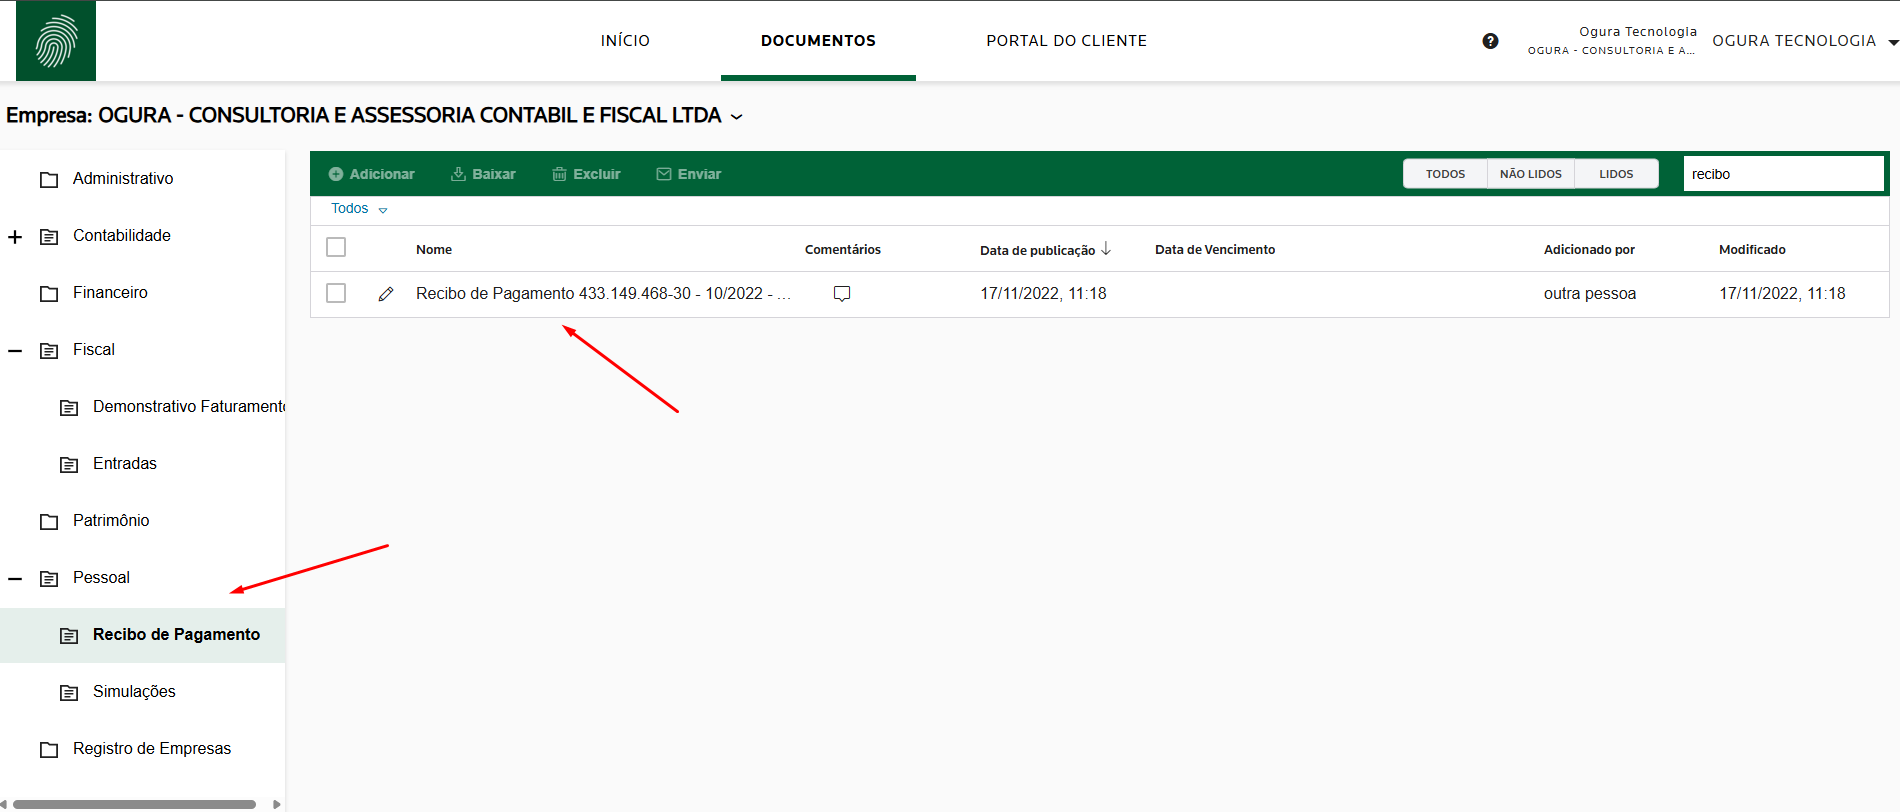 INÍCIO
DOCUMENTOS
PORTAL DO CLIENTE
?
Ogura Tecnologla
OGURA - CONSULTORIA E A...
OGURA TECNOLOGIA
Empresa: OGURA - CONSULTORIA E ASSESSORIA CONTABIL E FISCAL LTDA
Administrativo
Contabilidade
Financeiro
Fiscal
Demonstrativo Faturament
Entradas
Patrimônio
Pessoal
Recibo de Pagamento
Simulações
Registro de Empresas
Adicionar
Baixar
Excluir
Enviar
TODOS
NÃO LIDOS
LIDOS
recibo
Todos
Nome
Comentários
Data de publicação
Data de Vencimento
Adicionado por
Modificado
Recibo de Pagamento 433.149.468-30 - 10/2022 - ...
17/11/2022, 11:18
outra pessoa
17/11/2022, 11:18